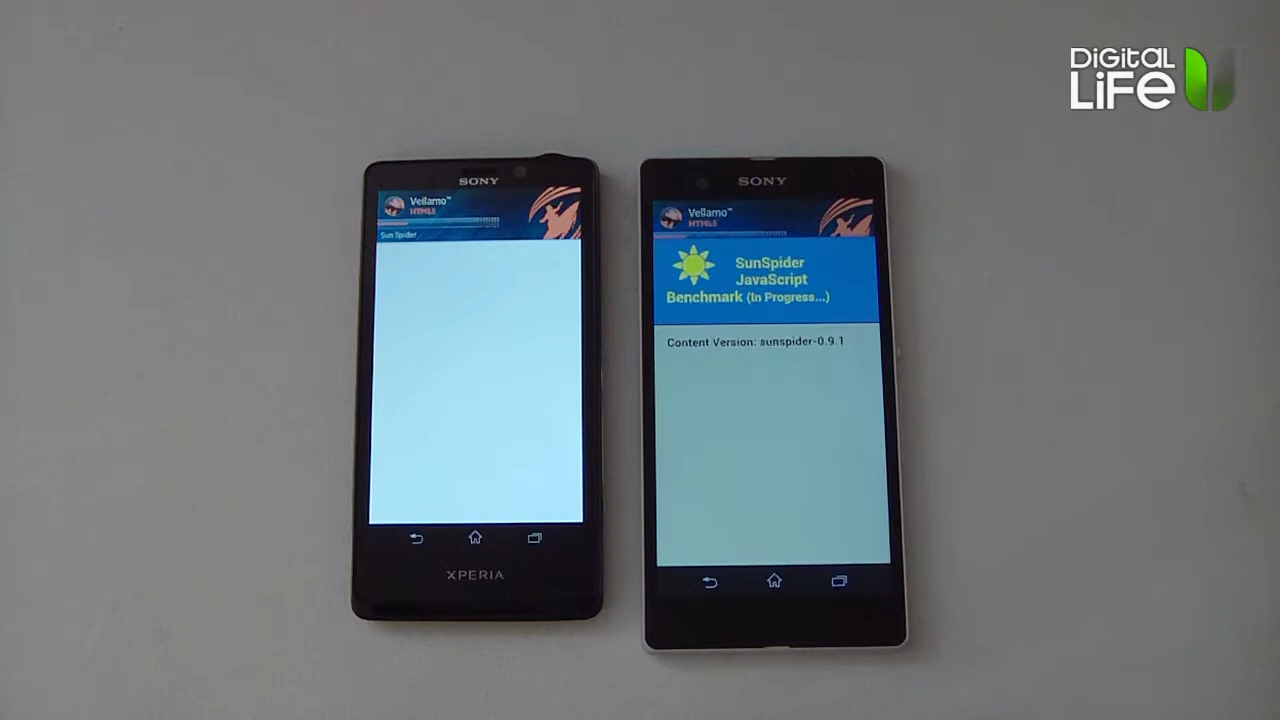 DiGitaL
LiFe
SONY
Vellamo™
HTML5
Sun Spider
XPERIA
SONY
Vellamo™
HTML5
SunSpider
JavaScript
Benchmark (In Progress...)
Content Version: sunspider-0.9.1